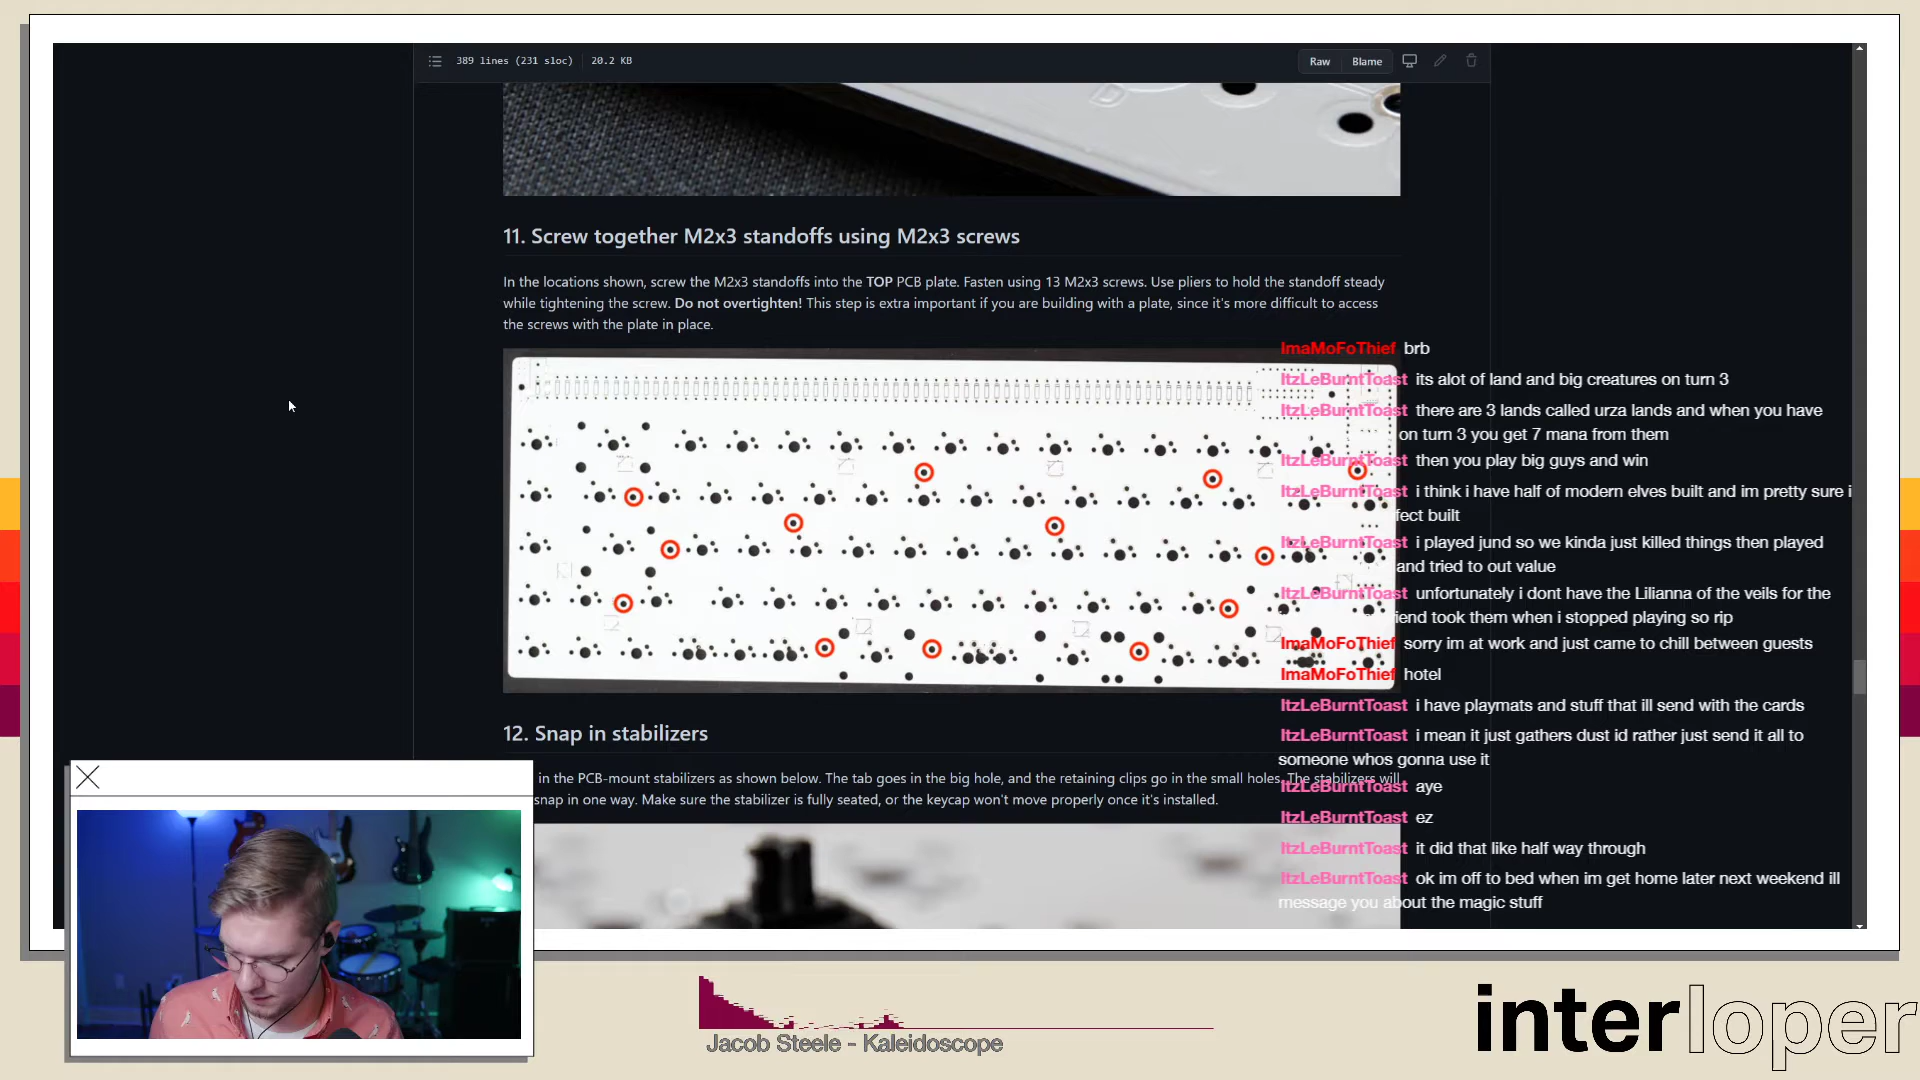 389 lines (231 sloc) 20.2 KB
Raw Blame
11. Screw together M2x3 standoffs using M2x3 screws
In the locations shown, screw the M2x3 standoffs into the TOP PCB plate. Fasten using 13 M2x3 screws. Use pliers to hold the standoff steady
while tightening the screw. Do not overtighten! This step is extra important if you are building with a plate, since it's more difficult to access
the screws with the plate in place.
ImaMoFoThief brb
ItzLeBurntToast its alot of land and big creatures on turn 3
ItzLeBurntToast there are 3 lands called urza lands and when you have
on turn 3 you get 7 mana from them
ItzLeBurntToast then you play big guys and win
ItzLeBurntToast i think i have half of modern elves built and im pretty sure i
fect built
ItzLeBurntToast i played jund so we kinda just killed things then played
and tried to out value
ItzLeBurntToast unfortunately i dont have the Lilianna of the veils for the
iend took them when i stopped playing so rip
ImaMoFoThief sorry im at work and just came to chill between guests
ImaMoFoThief hotel
ItzLeBurntToast i have playmats and stuff that ill send with the cards
ItzLeBurntToast i mean it just gathers dust id rather just send it all to
someone whos gonna use it
ItzLeBurntToast aye
ItzLeBurntToast ez
ItzLeBurntToast it did that like half way through
ItzLeBurntToast ok im off to bed when im get home later next weekend ill
message you about the magic stuff
12. Snap in stabilizers
in the PCB-mount stabilizers as shown below. The tab goes in the big hole, and the retaining clips go in the small holes. The stabilizers will
snap in one way. Make sure the stabilizer is fully seated, or the keycap won't move properly once it's installed.
Jacob Steele - Kaleidoscope
interloper